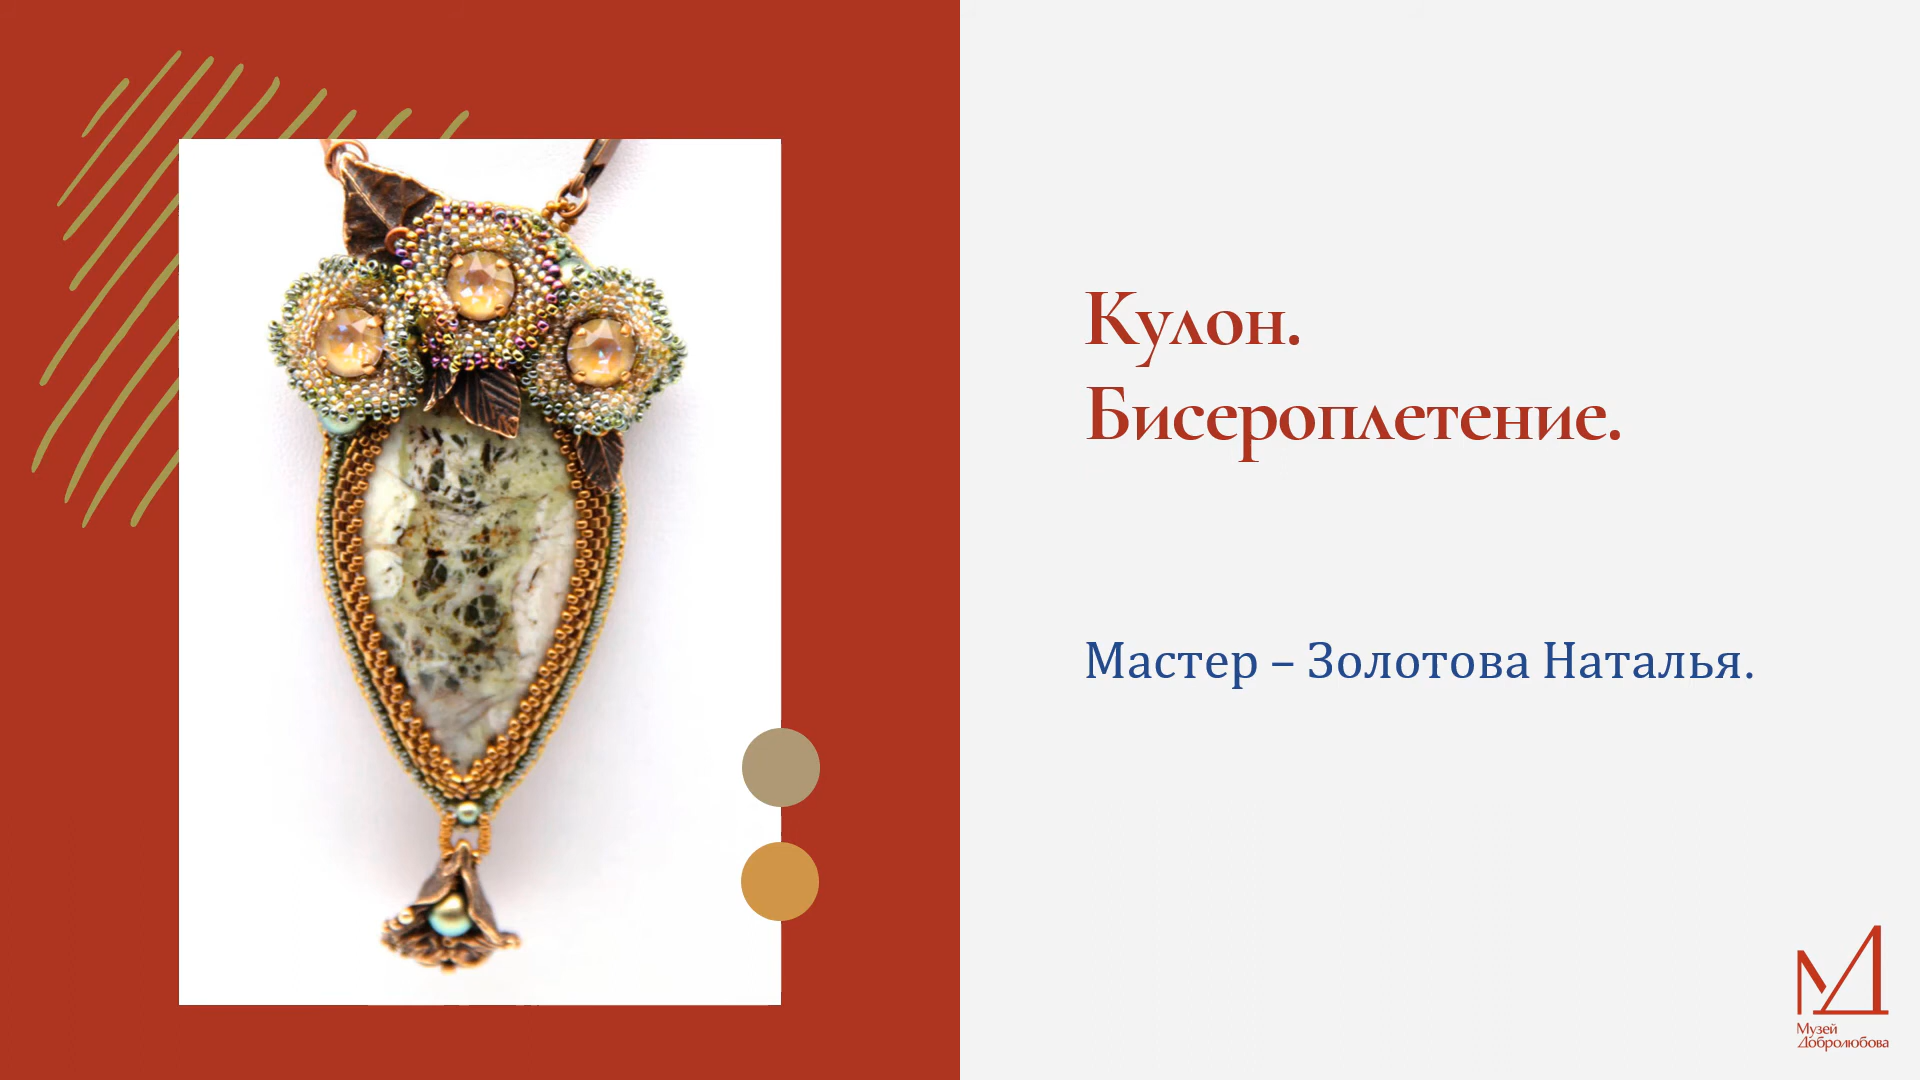 Кулон.
Бисероплетение.
Мастер – Золотова Наталья.
Музей
Добролюбова